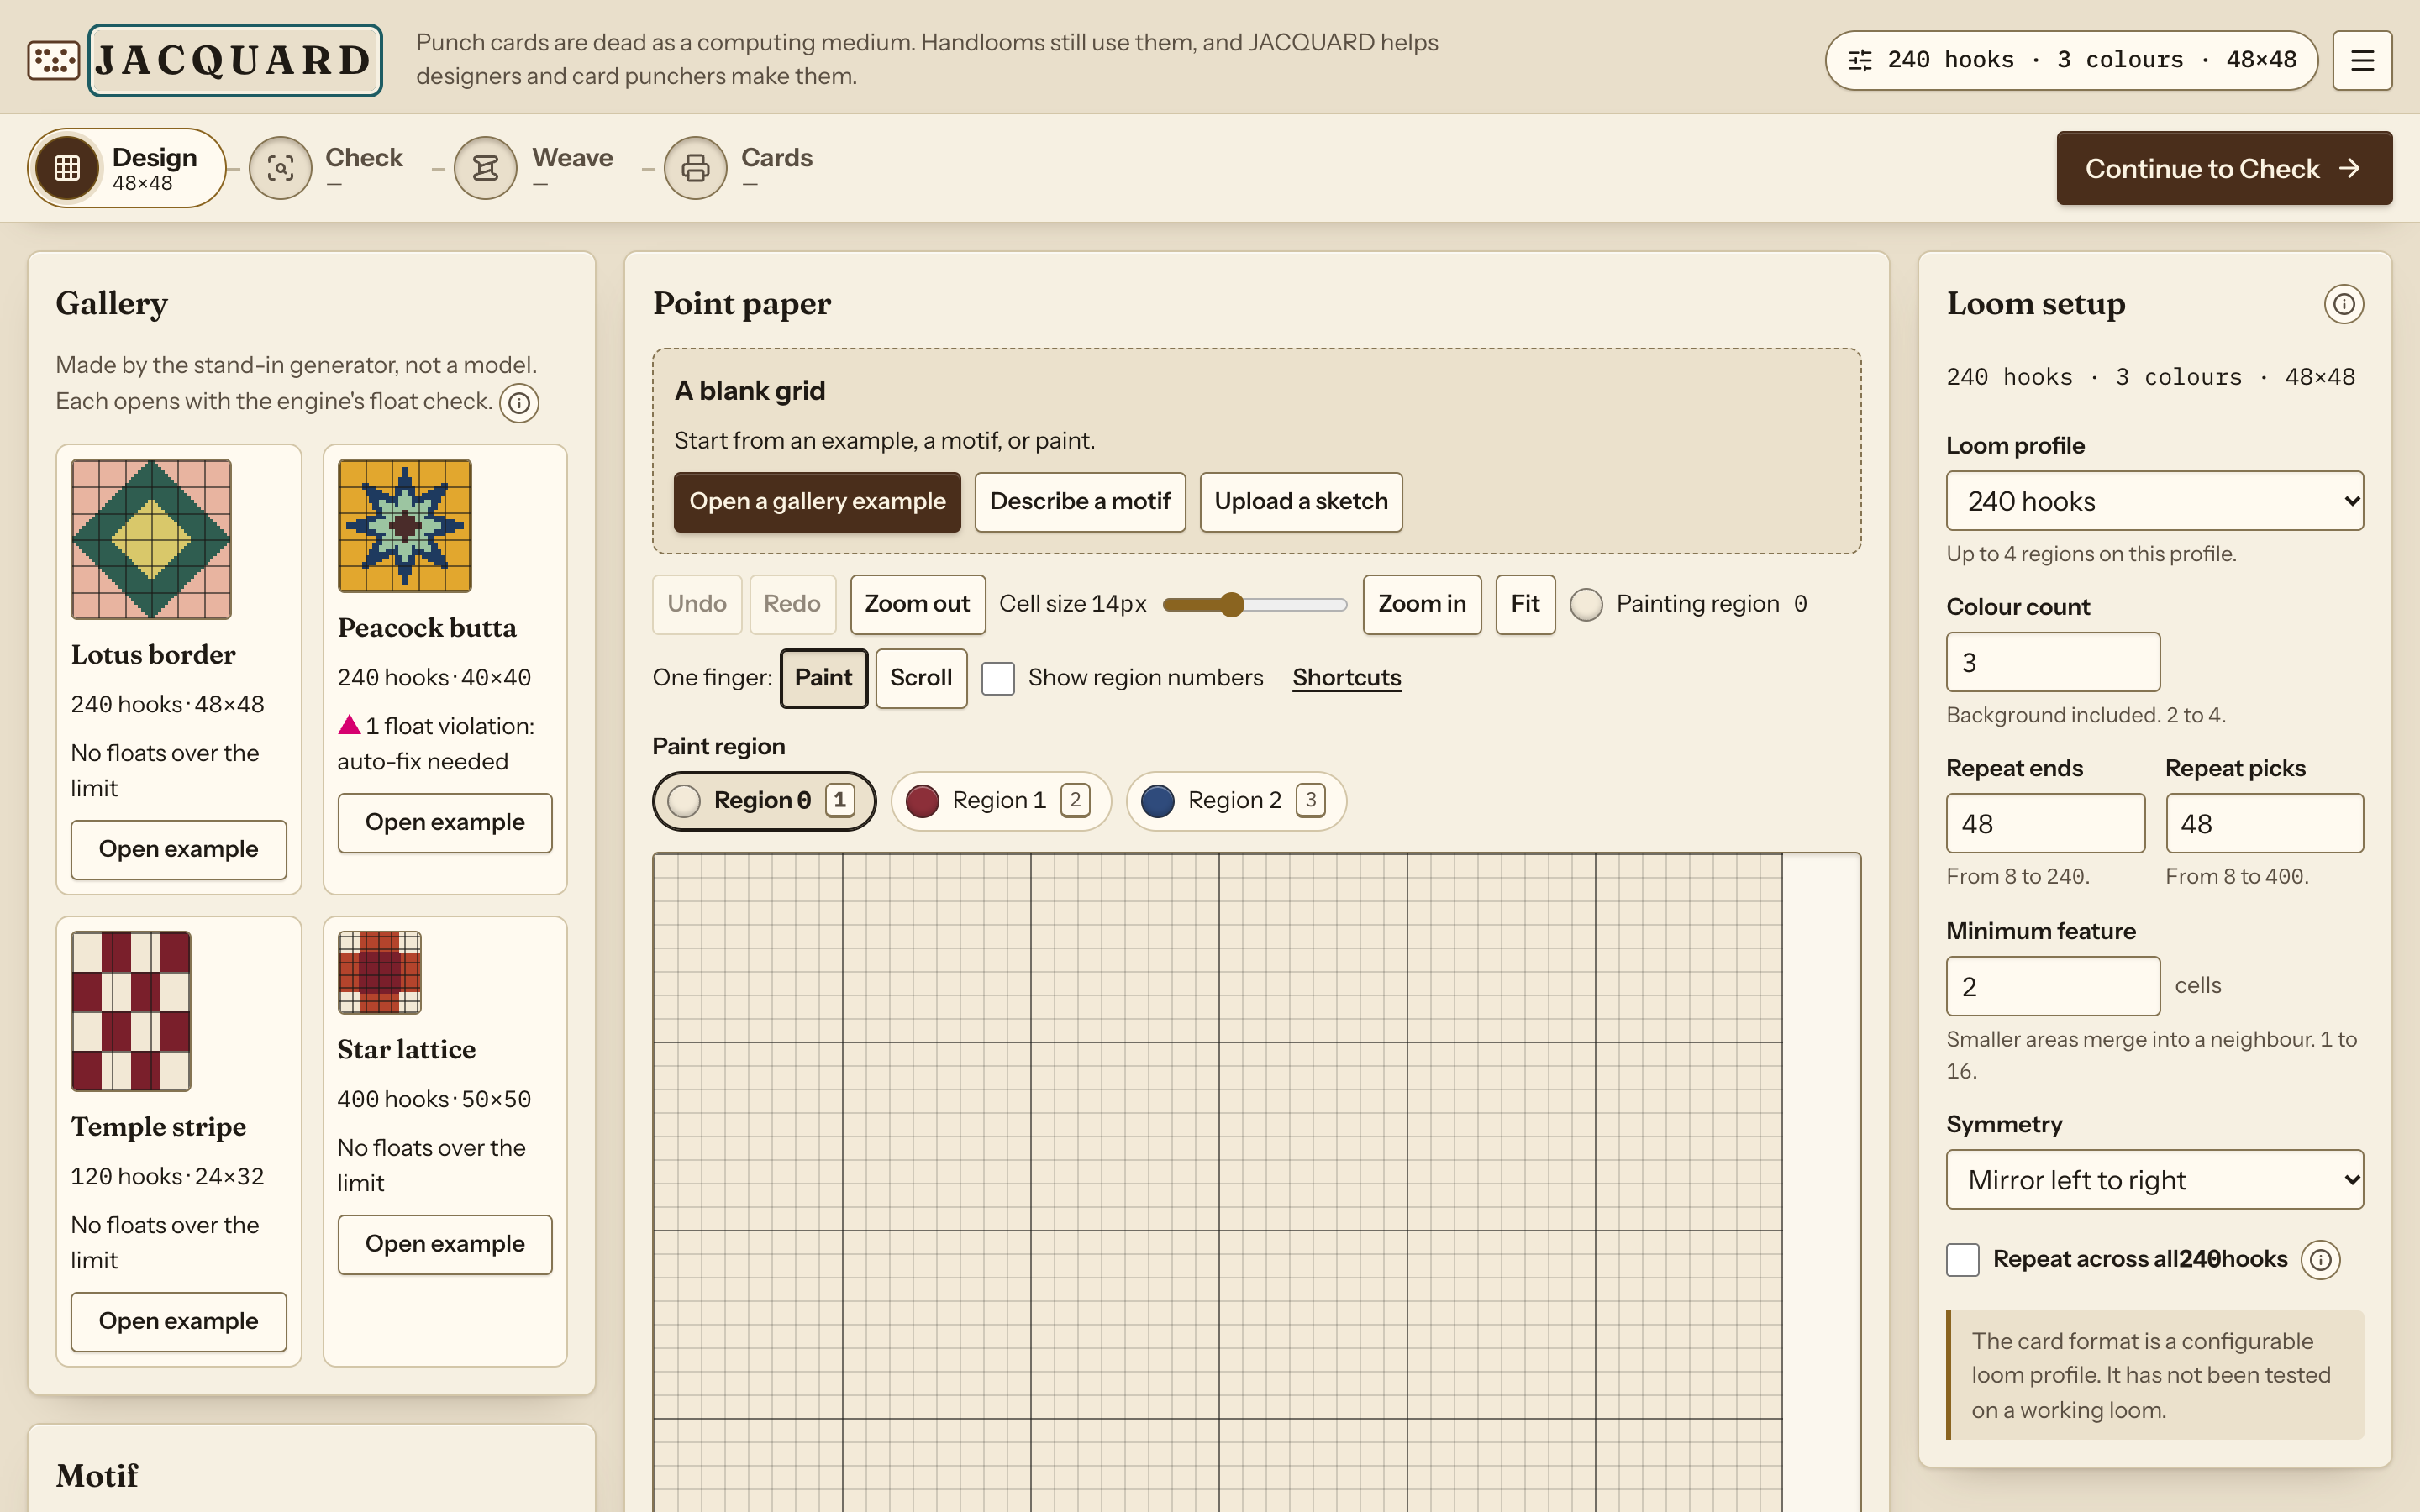 JACQUARD
Punch cards are dead as a computing medium. Handlooms still use them, and JACQUARD helps
designers and card punchers make them.
240 hooks · 3 colours · 48×48
Design
48×48
Check
—
Weave
—
Cards
—
Continue to Check
Gallery
Made by the stand-in generator, not a model.
Each opens with the engine's float check.
Lotus border
240 hooks · 48×48
No floats over the
limit
Open example
Peacock butta
240 hooks · 40×40
1 float violation:
auto-fix needed
Open example
Temple stripe
120 hooks · 24×32
No floats over the
limit
Open example
Star lattice
400 hooks · 50×50
No floats over the
limit
Open example
Motif
Point paper
A blank grid
Start from an example, a motif, or paint.
Open a gallery example
Describe a motif
Upload a sketch
Undo
Redo
Zoom out
Cell size 14px
Zoom in
Fit
Painting region 0
One finger:
Paint
Scroll
Show region numbers
Shortcuts
Paint region
Region 0 1
Region 1 2
Region 2 3
Loom setup
240 hooks · 3 colours · 48×48
Loom profile
240 hooks
Up to 4 regions on this profile.
Colour count
3
Background included. 2 to 4.
Repeat ends
48
From 8 to 240.
Repeat picks
48
From 8 to 400.
Minimum feature
2
cells
Smaller areas merge into a neighbour. 1 to
16.
Symmetry
Mirror left to right
Repeat across all240hooks
The card format is a configurable
loom profile. It has not been tested
on a working loom.